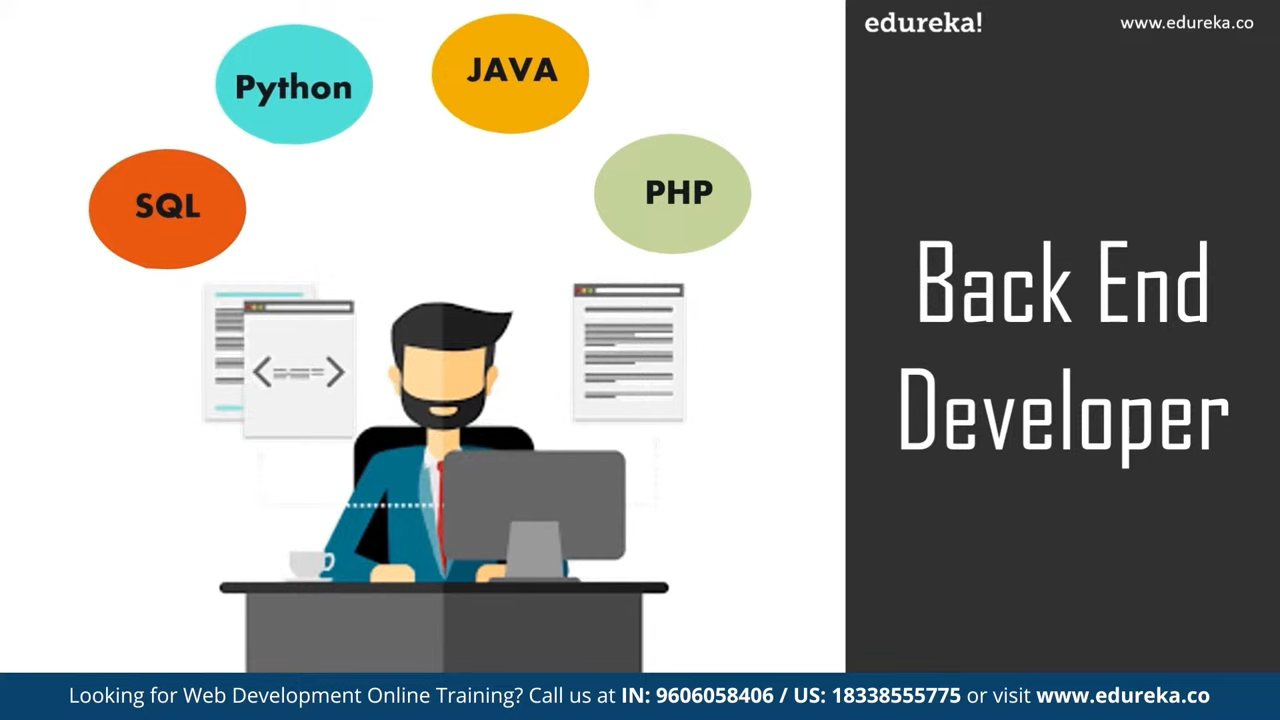 edureka!
www.edureka.co
Python
JAVA
SQL
PHP
Back End
Developer
Looking for Web Development Online Training? Call us at IN: 9606058406 / US: 18338555775 or visit www.edureka.co